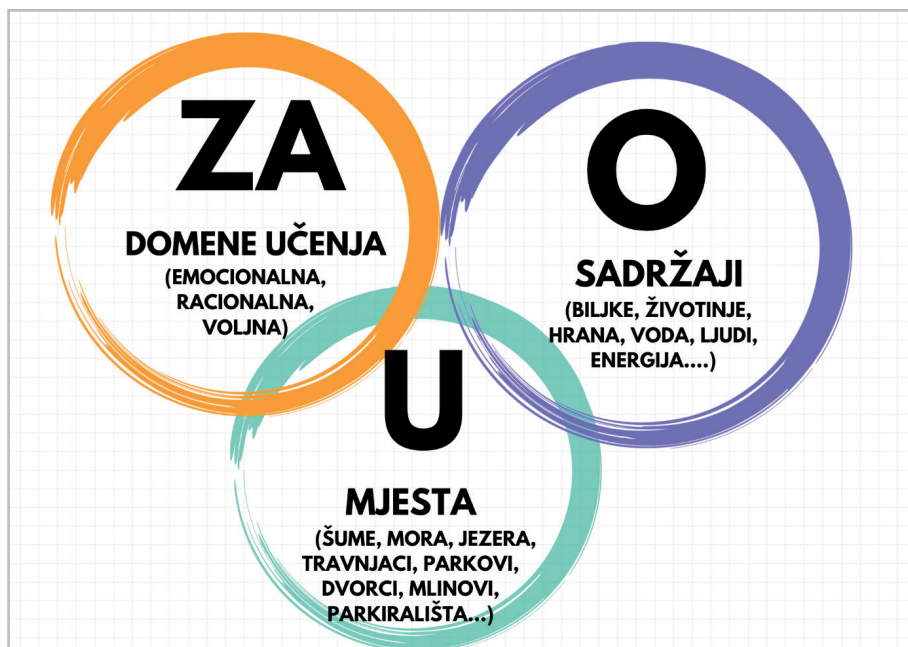 ZA
DOMENE UČENJA
(EMOCIONALNA,
RACIONALNA,
VOLJNA)
O
SADRŽAJI
(BILJKE, ŽIVOTINJE,
HRANA, VODA, LJUDI,
ENERGIJA....)
U
MJESTA
(ŠUME, MORA, JEZERA,
TRAVNJACI, PARKOVI,
DVORCI, MLINOVI,
PARKIRALIŠTA...)